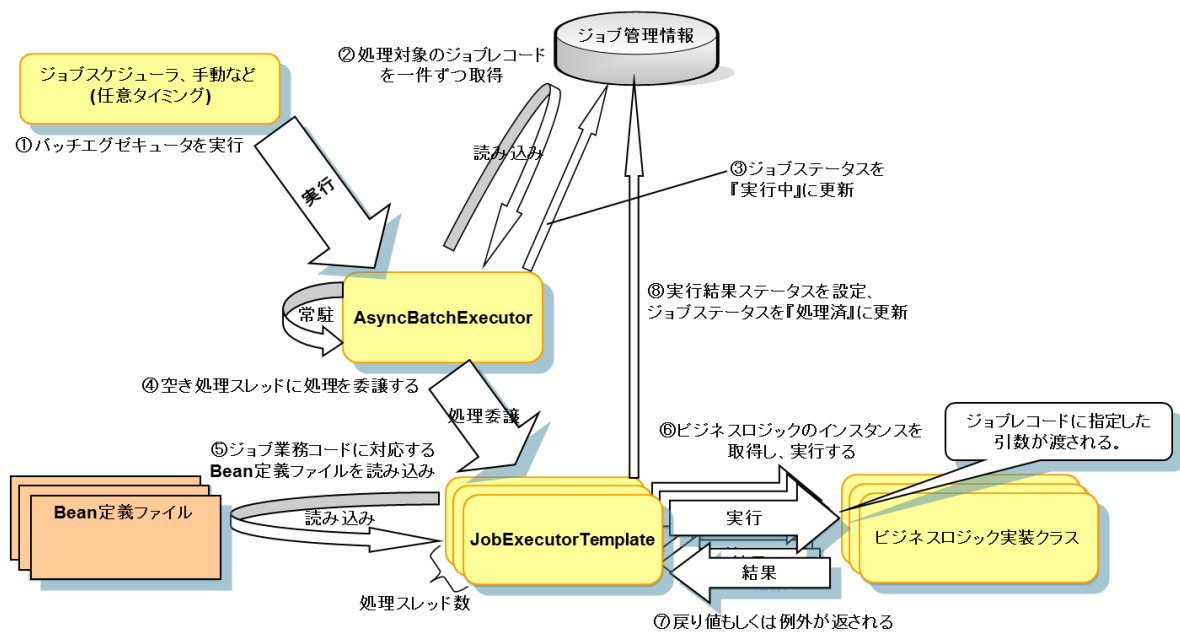 ジョブ管理情報
②処理対象のジョブレコード
を一件ずつ取得
ジョブスケジューラ、手動など
(任意タイミング)
①バッチエグゼキュータを実行
読み込み
③ジョブステータスを
『実行中』に更新
実行
⑧実行結果ステータスを設定、
ジョブステータスを『処理済』に更新
常駐
AsyncBatchExecutor
④空き処理スレッドに処理を委譲する
処理委譲
⑥ビジネスロジックのインスタンスを
取得し、実行する
ジョブレコードに指定した
引数が渡される。
⑤ジョブ業務コードに対応する
Bean定義ファイルを読み込み
Bean定義ファイル
読み込み
JobExecutorTemplate
実行
ビジネスロジック実装クラス
結果
処理スレッド数
⑦戻り値もしくは例外が返される